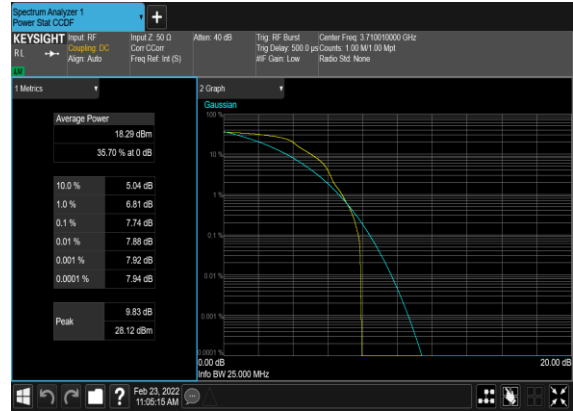 Spectrum Analyzer 1
Power Stat CCDF
+
KEYSIGHT
RL
LM
Input: RF
Coupling: DC
Align: Auto
Input Z: 50 Ω
Corr CCorr
Freq Ref: Int (S)
Atten: 40 dB
Trig: RF Burst
Trig Delay: 500.0 µs
#IF Gain: Low
Center Freq: 3.710010000 GHz
Counts: 1.00 M/1.00 Mpt
Radio Std: None
1 Metrics
Average Power
18.29 dBm
35.70 % at 0 dB
10.0 % 5.04 dB
1.0 % 6.81 dB
0.1 % 7.74 dB
0.01 % 7.88 dB
0.001 % 7.92 dB
0.0001 % 7.94 dB
Peak
9.83 dB
28.12 dBm
2 Graph
Gaussian
100 %
10 %
1 %
0.1 %
0.01 %
0.001 %
0.0001 %
0.00 dB 20.00 dB
Info BW 25.000 MHz
?
Feb 23, 2022
11:05:15 AM